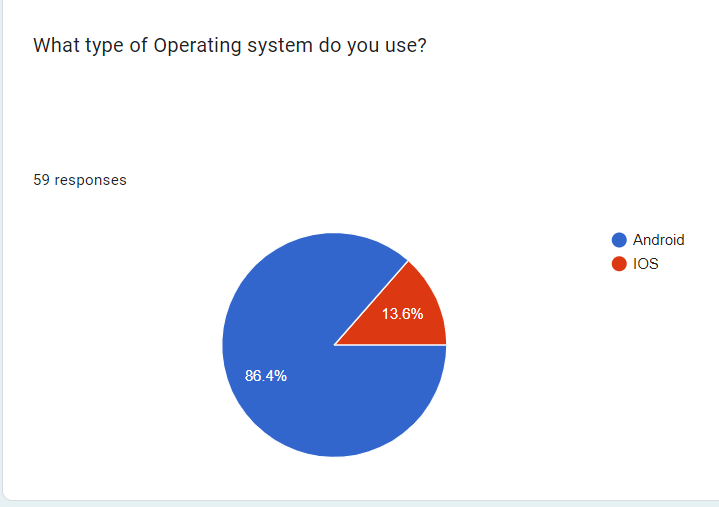 What type of Operating system do you use?
59 responses
Android
IOS
13.6%
86.4%